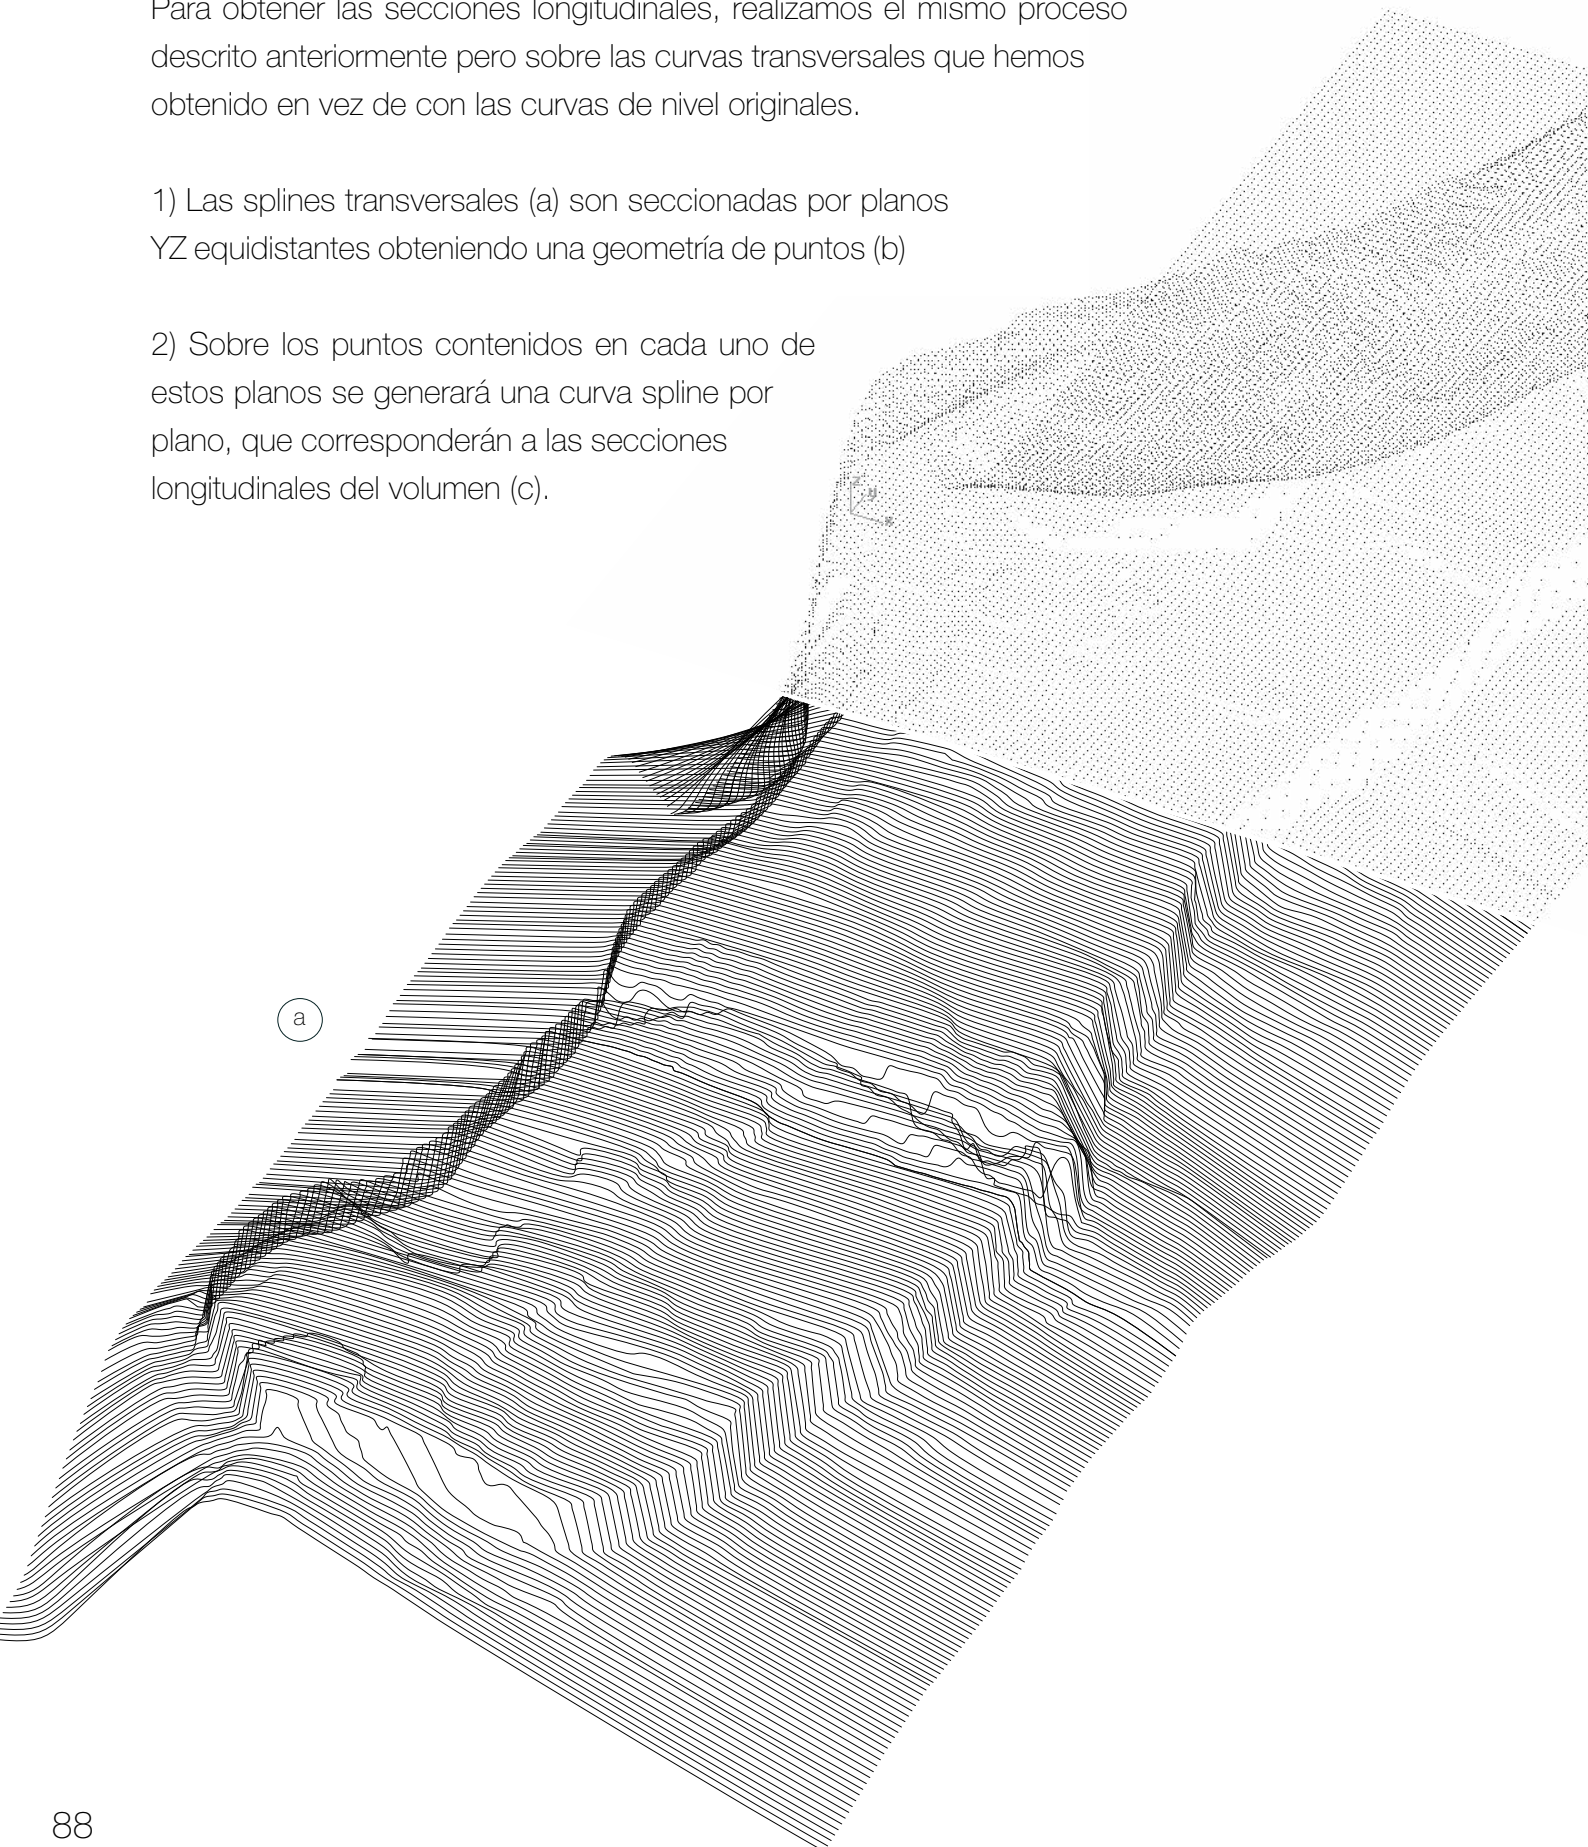 Para obtener las secciones longitudinales, realizamos el mismo proceso
descrito anteriormente pero sobre las curvas transversales que hemos
obtenido en vez de con las curvas de nivel originales.
1) Las splines transversales (a) son seccionadas por planos
YZ equidistantes obteniendo una geometría de puntos (b)
2) Sobre los puntos contenidos en cada uno de
estos planos se generará una curva spline por
plano, que corresponderán a las secciones
longitudinales del volumen (c).
z
y
x
a
88